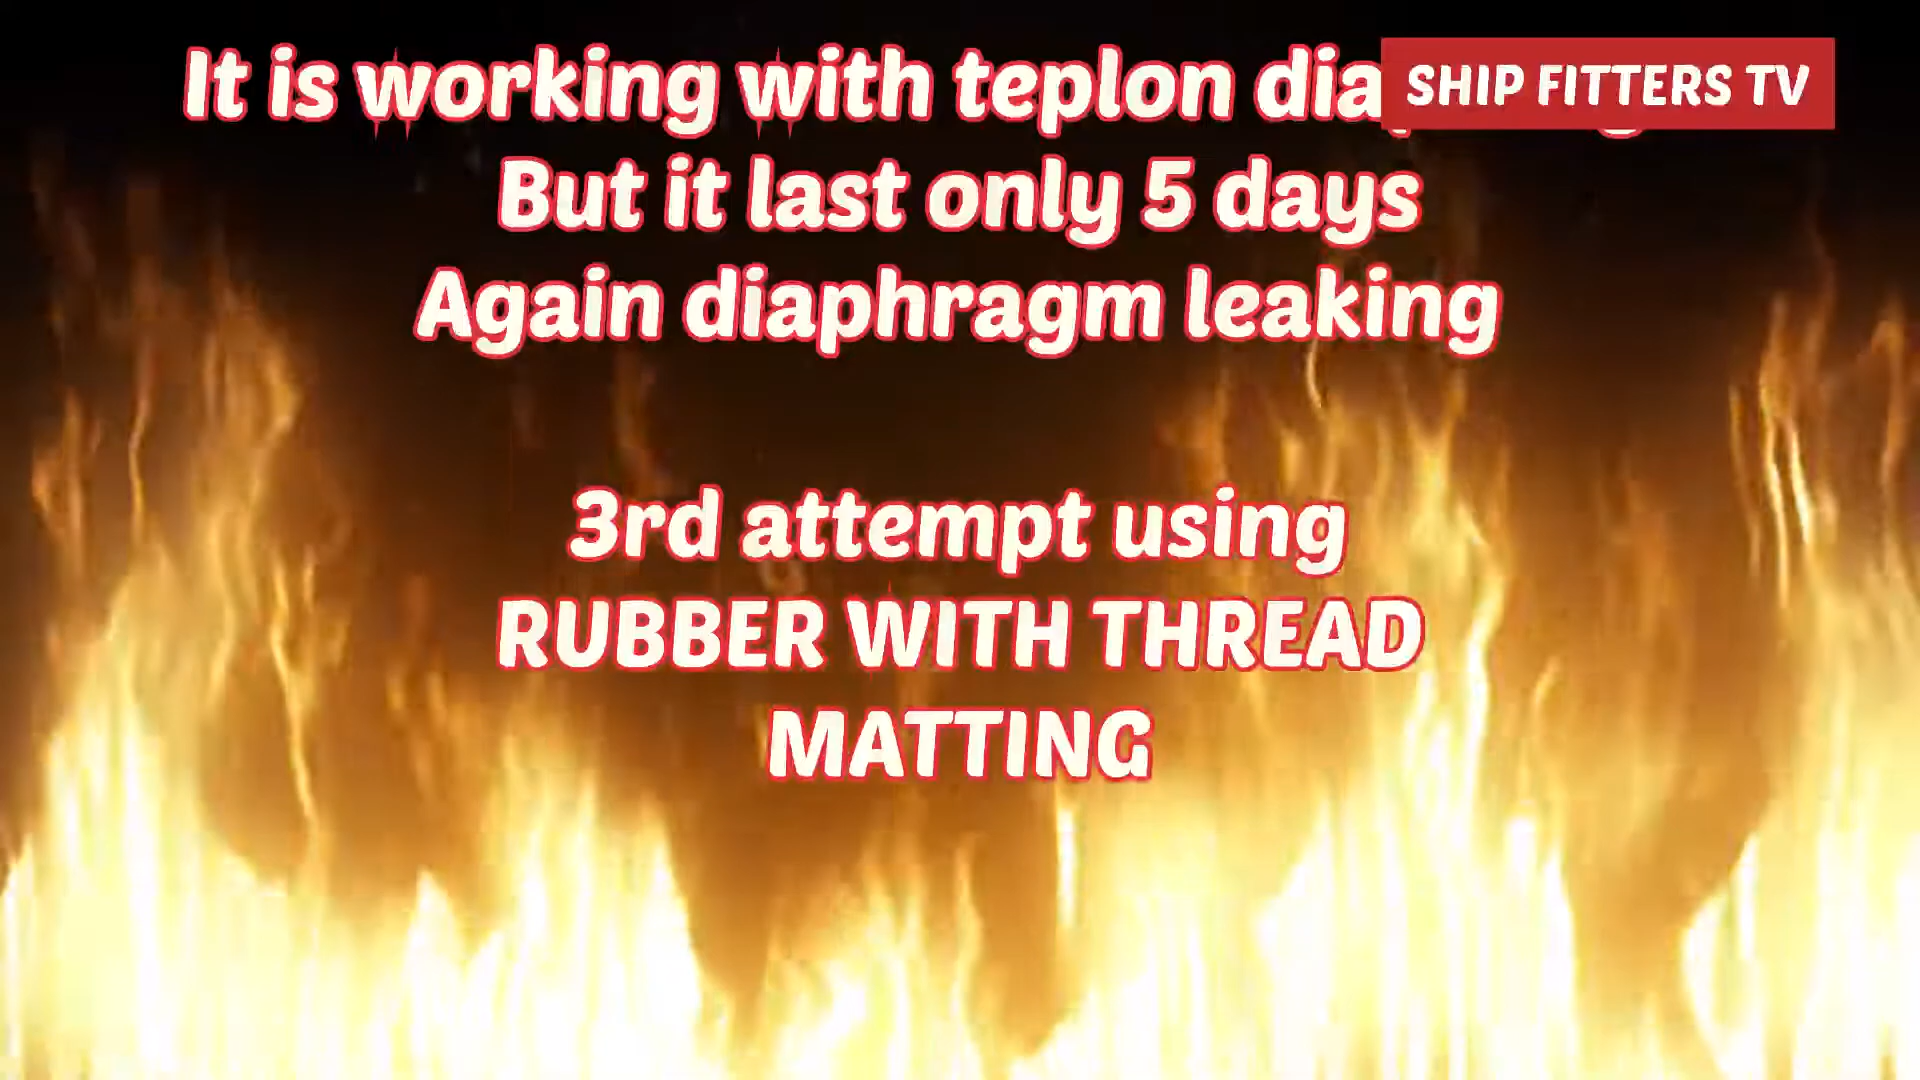 It is working with teplon
SHIP FITTERS TV
But it last only 5 days
Again diaphragm leaking
3rd attempt using
RUBBER WITH THREAD
MATTING